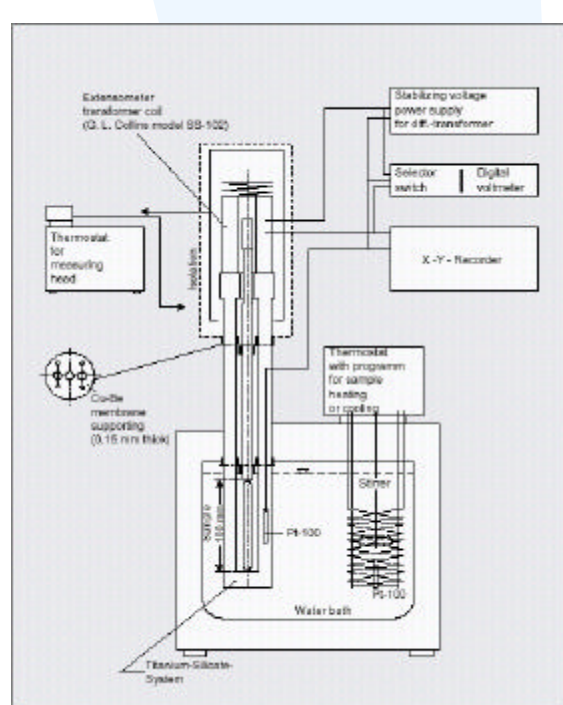 Extensometer
transformer coil
(G. L. Collins model SS-102)
Stabilizing voltage
power supply
for diff.-transformer
Selector
switch
Digital
voltmeter
X -Y - Recorder
Thermostat
for
measuring
head
Isolation
Cu-Be
membrane
supporting
(0,15 mm thick)
Thermostat
with programm
for sample
heating
or cooling
Stirrer
Sample
100 mm
Pt-100
Pt-100
Water bath
Titanium-Silicate-
System